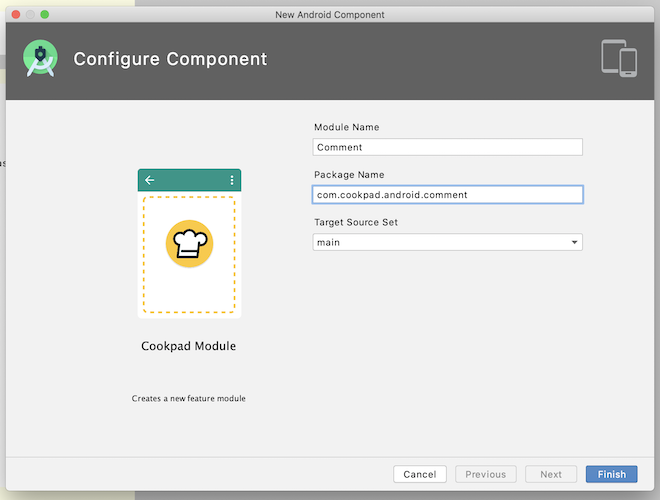 New Android Component
Configure Component
Module Name
Comment
Package Name
com.cookpad.android.comment
Target Source Set
main
Cookpad Module
Creates a new feature module
Cancel
Previous
Next
Finish